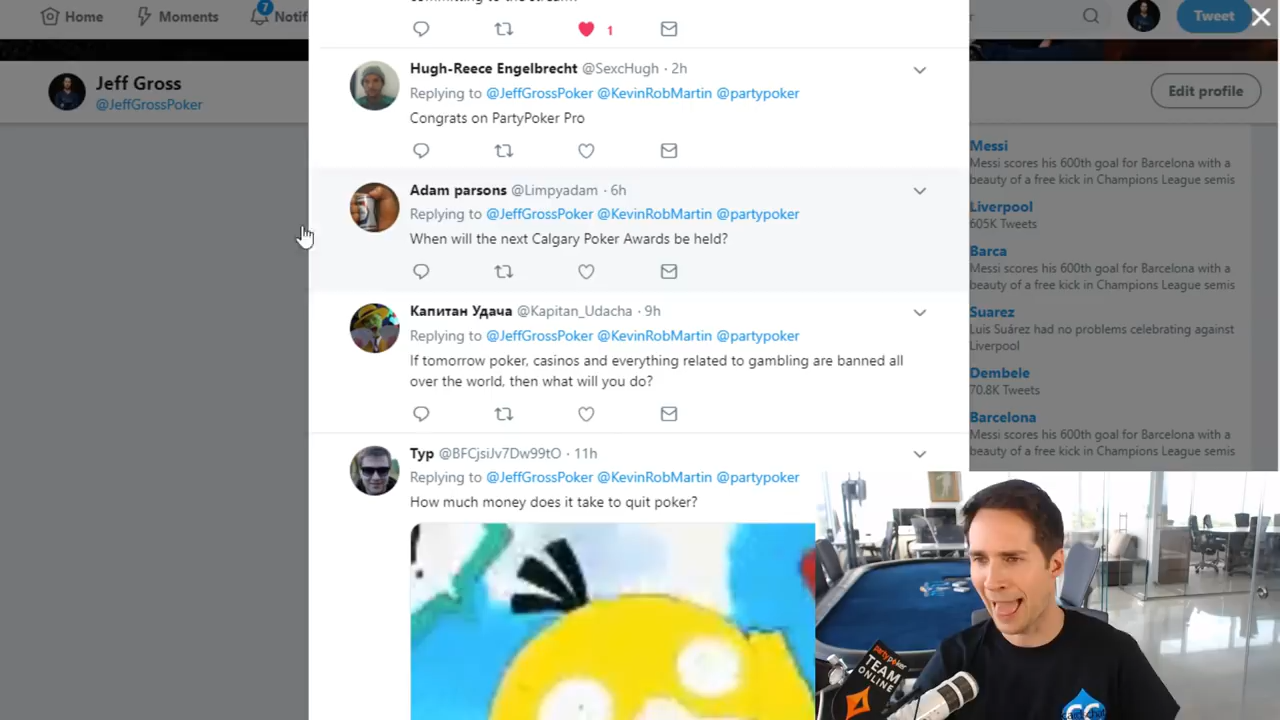 Home
Moments
7
Notif
Tweet
Jeff Gross
@JeffGrossPoker
Edit profile
1
Hugh-Reece Engelbrecht @SexcHugh · 2h
Replying to @JeffGrossPoker @KevinRobMartin @partypoker
Congrats on PartyPoker Pro
Adam parsons @Limpyadam · 6h
Replying to @JeffGrossPoker @KevinRobMartin @partypoker
When will the next Calgary Poker Awards be held?
Капитан Удача @Kapitan_Udacha · 9h
Replying to @JeffGrossPoker @KevinRobMartin @partypoker
If tomorrow poker, casinos and everything related to gambling are banned all
over the world, then what will you do?
Тур @BFCjsiJv7Dw99tO · 11h
Replying to @JeffGrossPoker @KevinRobMartin @partypoker
How much money does it take to quit poker?
Messi
Messi scores his 600th goal for Barcelona with a
beauty of a free kick in Champions League semis
Liverpool
605K Tweets
Barca
Messi scores his 600th goal for Barcelona with a
beauty of a free kick in Champions League semis
Suarez
Luis Suárez had no problems celebrating against
Liverpool
Dembele
70.8K Tweets
Barcelona
Messi scores his 600th goal for Barcelona with a
beauty of a free kick in Champions League semis
partypoker
TEAM
ONLINE